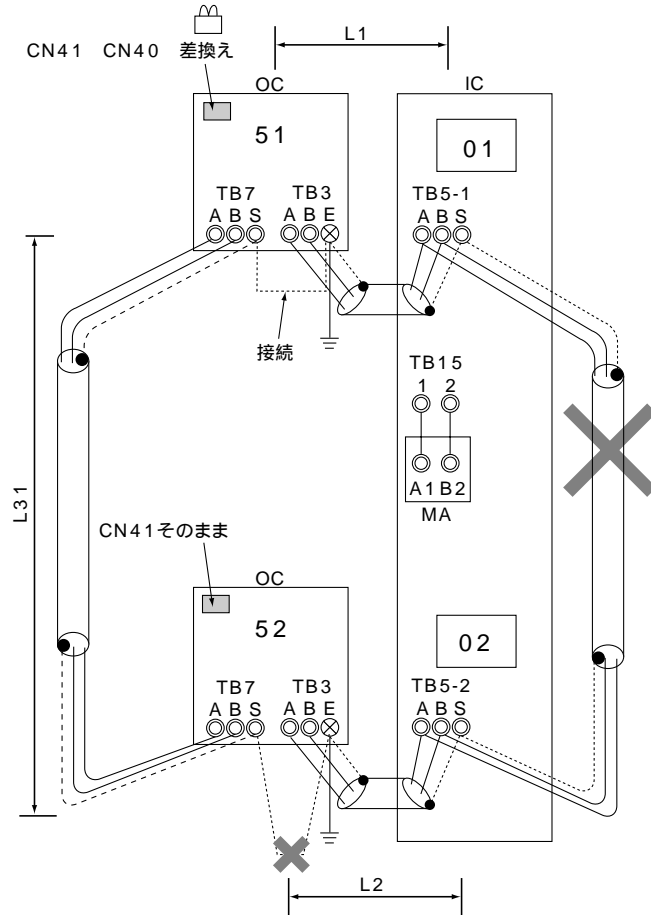 L1
CN41 CN40 差換え
OC
IC
51
01
TB7 TB3
A B S A B E
TB5-1
A B S
接続
TB15
1 2
A1 B2
MA
L31
CN41そのまま
OC
52
02
TB7 TB3
A B S A B E
TB5-2
A B S
L2